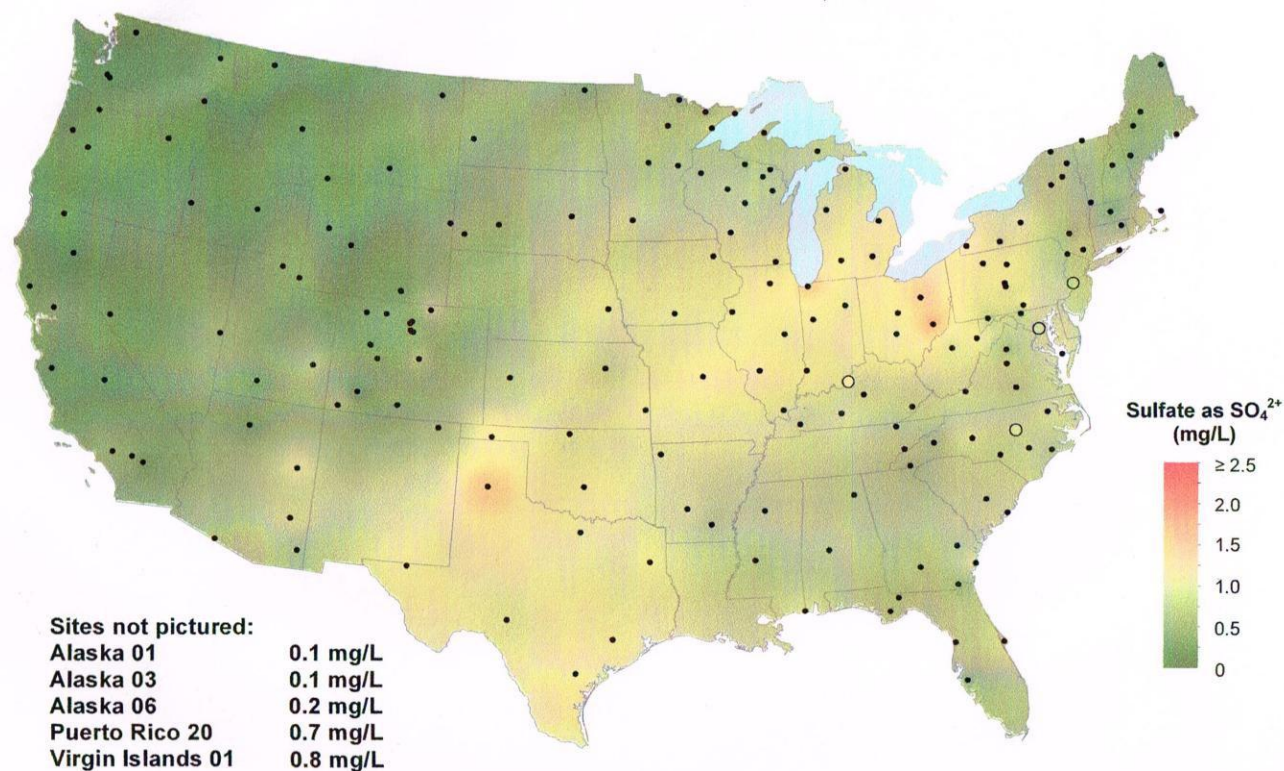 Sulfate as SO₄²⁺
(mg/L)
≥ 2.5
2.0
1.5
1.0
0.5
0
Sites not pictured:
Alaska 01 0.1 mg/L
Alaska 03 0.1 mg/L
Alaska 06 0.2 mg/L
Puerto Rico 20 0.7 mg/L
Virgin Islands 01 0.8 mg/L